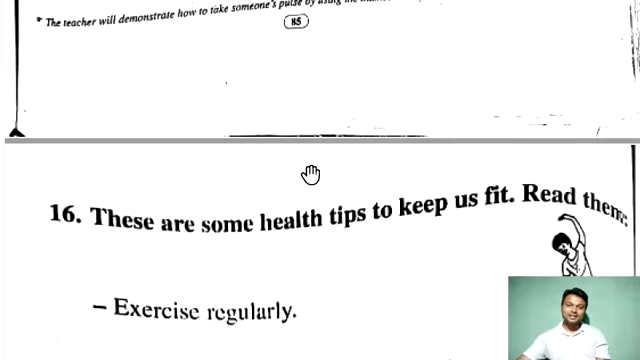 * The teacher will demonstrate how to take someone's pulse by using the
85
16. These are some health tips to keep us fit. Read them:
– Exercise regularly.